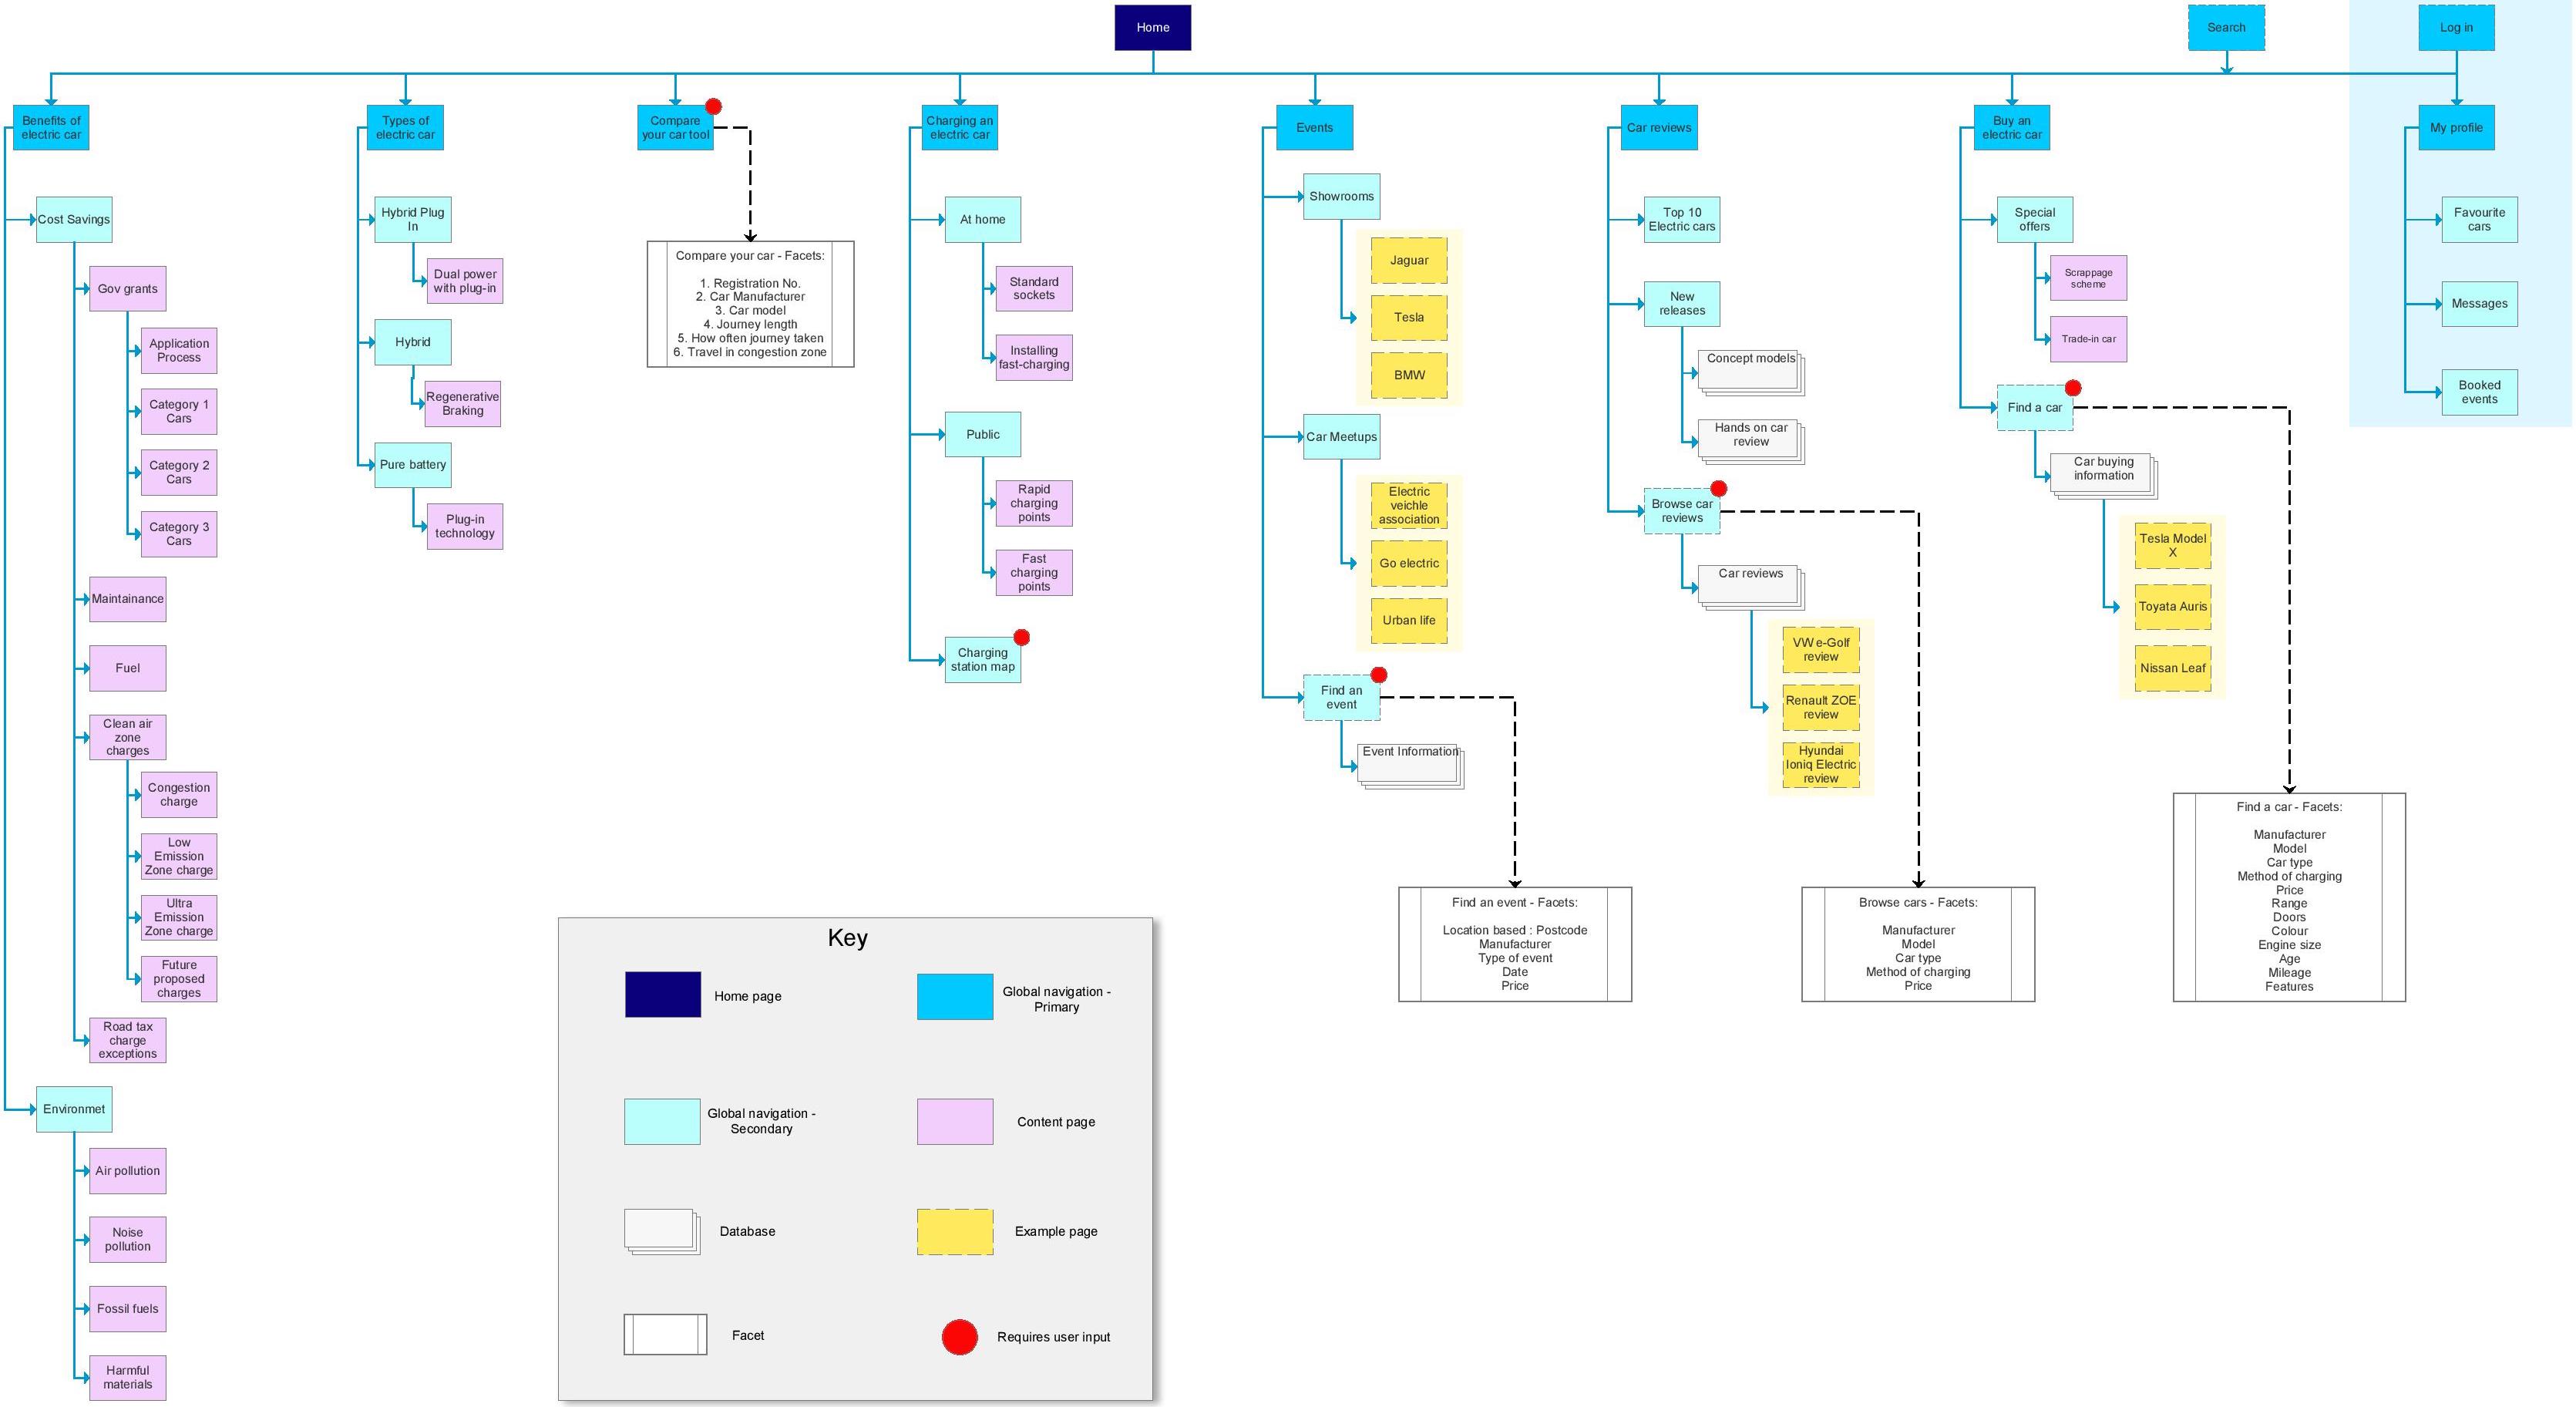 Home
Search
Log in
Benefits of
electric car
Types of
electric car
Compare
your car tool
Charging an
electric car
Events
Car reviews
Buy an
electric car
My profile
Cost Savings
Gov grants
Application
Process
Category 1
Cars
Category 2
Cars
Category 3
Cars
Maintainance
Fuel
Clean air
zone
charges
Congestion
charge
Low
Emission
Zone charge
Ultra
Emission
Zone charge
Future
proposed
charges
Road tax
charge
exceptions
Environmet
Air pollution
Noise
pollution
Fossil fuels
Harmful
materials
Hybrid Plug
In
Dual power
with plug-in
Hybrid
Regenerative
Braking
Pure battery
Plug-in
technology
Compare your car - Facets:
1. Registration No.
2. Car Manufacturer
3. Car model
4. Journey length
5. How often journey taken
6. Travel in congestion zone
At home
Standard
sockets
Installing
fast-charging
Public
Rapid
charging
points
Fast
charging
points
Charging
station map
Showrooms
Jaguar
Tesla
BMW
Car Meetups
Electric
veichle
association
Go electric
Urban life
Find an
event
Event Information
Find an event - Facets:
Location based : Postcode
Manufacturer
Type of event
Date
Price
Top 10
Electric cars
New
releases
Concept models
Hands on car
review
Browse car
reviews
Car reviews
VW e-Golf
review
Renault ZOE
review
Hyundai
Ioniq Electric
review
Browse cars - Facets:
Manufacturer
Model
Car type
Method of charging
Price
Special
offers
Scrappage
scheme
Trade-in car
Find a car
Car buying
information
Tesla Model
X
Toyata Auris
Nissan Leaf
Find a car - Facets:
Manufacturer
Model
Car type
Method of charging
Price
Range
Doors
Colour
Engine size
Age
Mileage
Features
Favourite
cars
Messages
Booked
events
Key
Home page
Global navigation -
Primary
Global navigation -
Secondary
Content page
Database
Example page
Facet
Requires user input